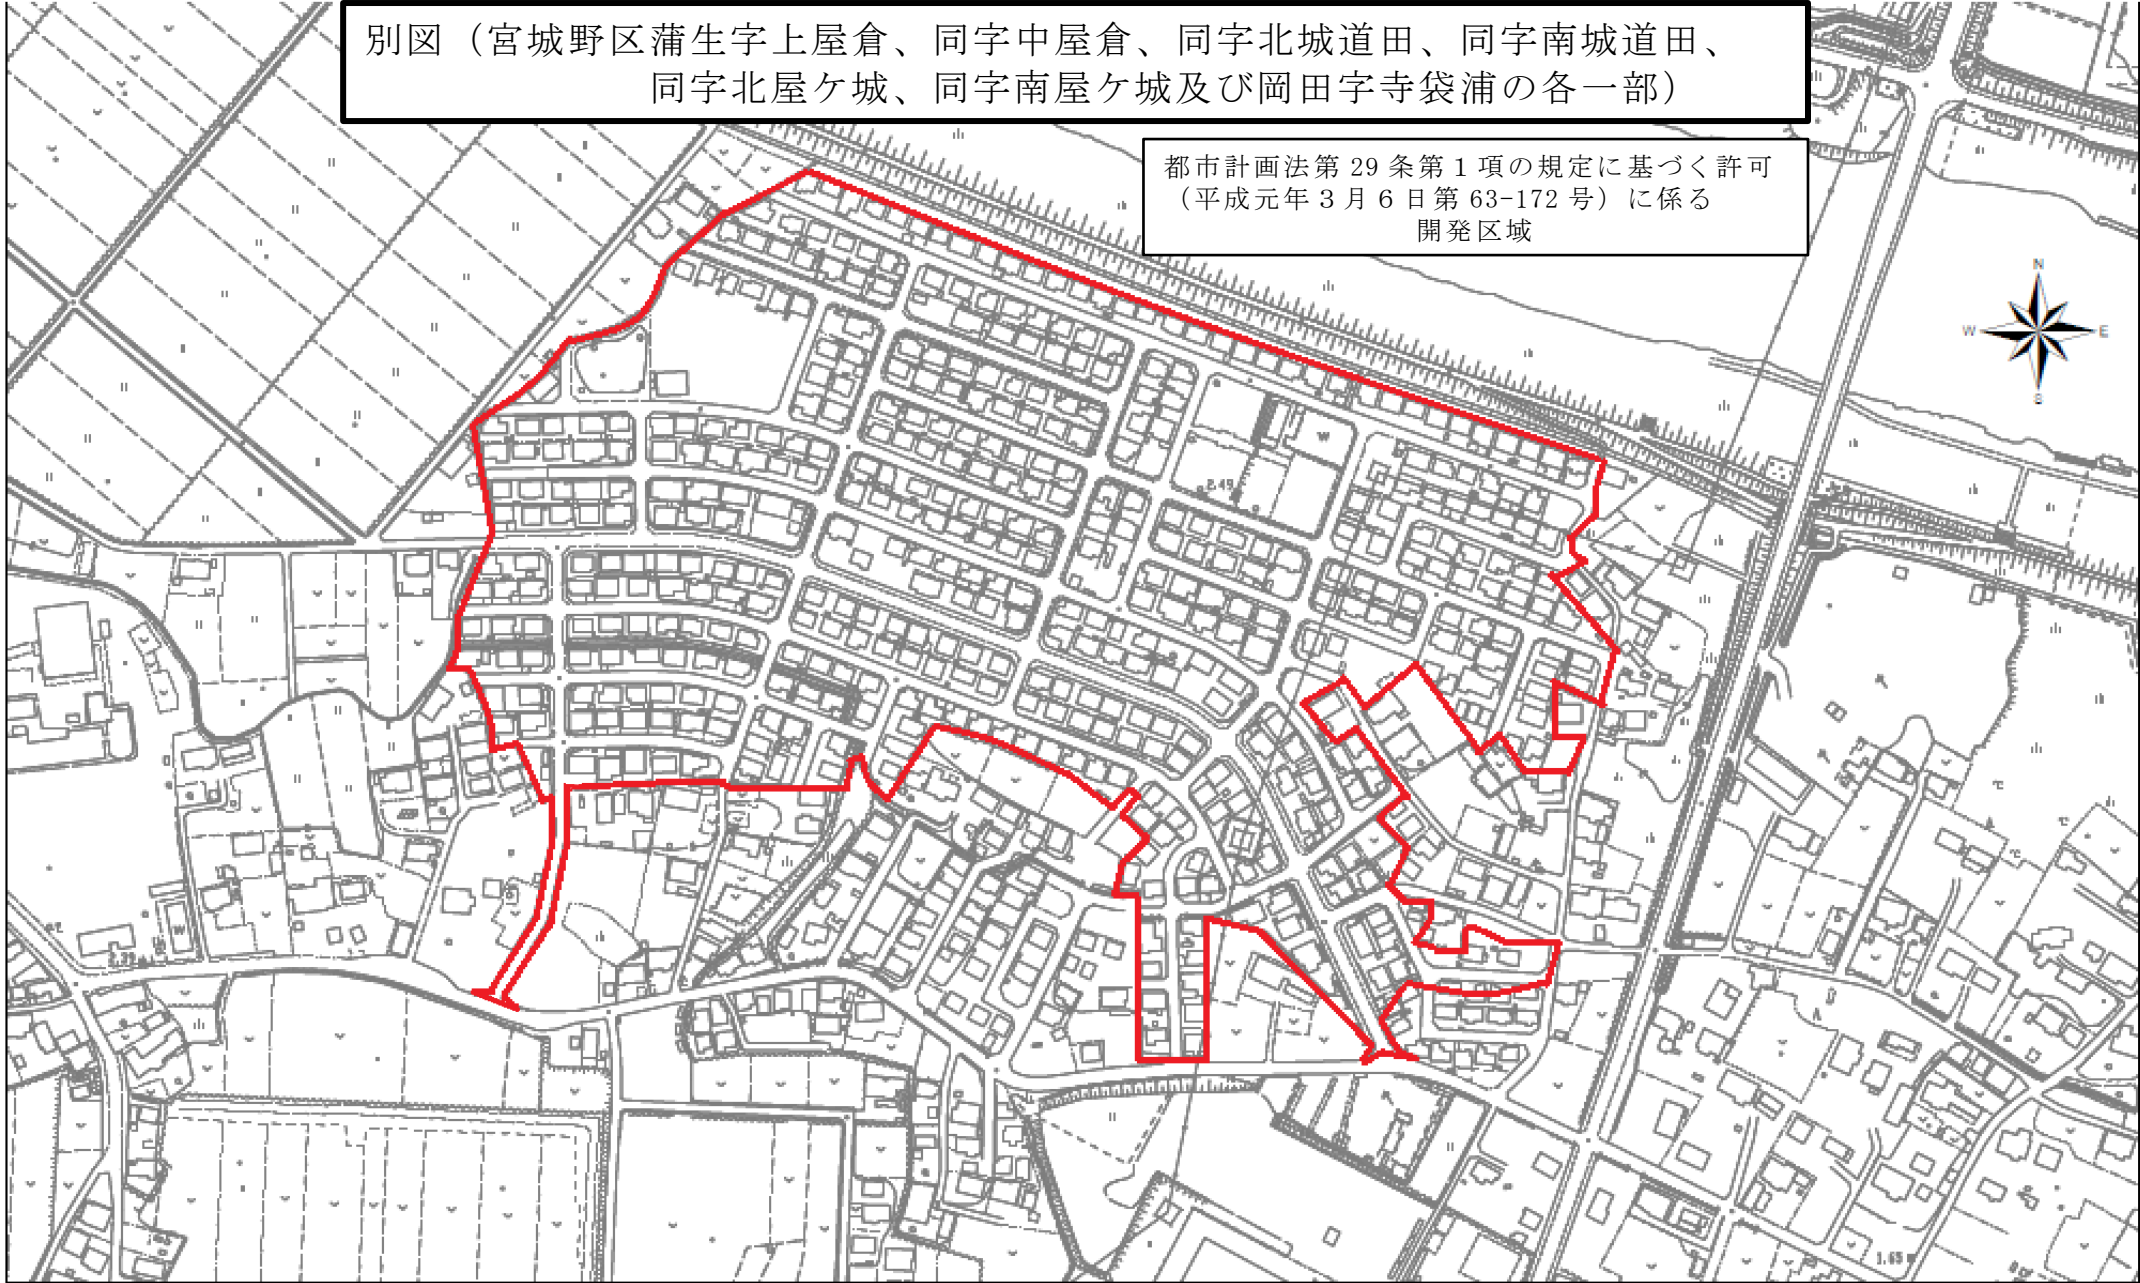 別図（宮城野区蒲生字上屋倉、同字中屋倉、同字北城道田、同字南城道田、
同字北屋ケ城、同字南屋ケ城及び岡田字寺袋浦の各一部）
都市計画法第29条第1項の規定に基づく許可
（平成元年3月6日第63-172号）に係る
開発区域
N
W
E
S
W
2.49
W
1.65